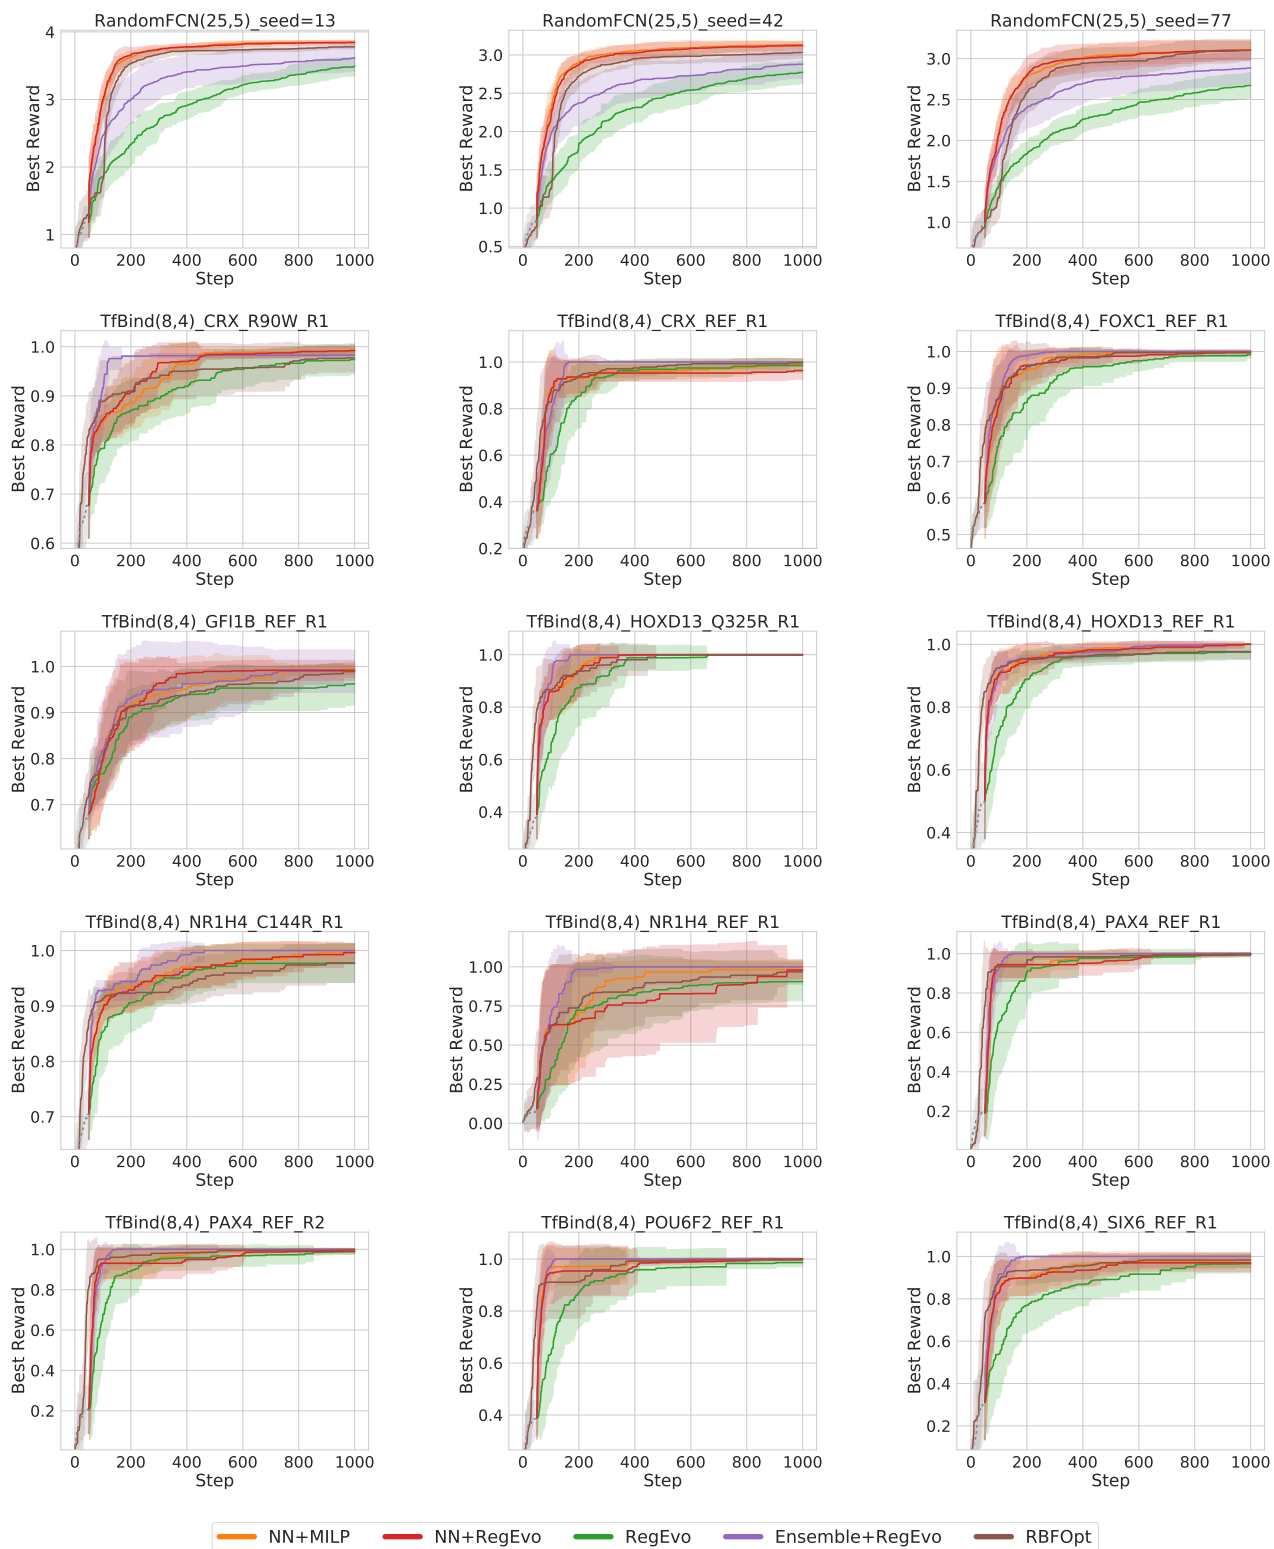 RandomFCN(25,5)_seed=13
RandomFCN(25,5)_seed=42
RandomFCN(25,5)_seed=77
4
3
2
1
Best Reward
0 200 400 600 800 1000
Step
3.0
2.5
2.0
1.5
1.0
0.5
Best Reward
0 200 400 600 800 1000
Step
3.0
2.5
2.0
1.5
1.0
Best Reward
0 200 400 600 800 1000
Step
TfBind(8,4)_CRX_R90W_R1
TfBind(8,4)_CRX_REF_R1
TfBind(8,4)_FOXC1_REF_R1
1.0
0.9
0.8
0.7
0.6
Best Reward
0 200 400 600 800 1000
Step
1.0
0.8
0.6
0.4
0.2
Best Reward
0 200 400 600 800 1000
Step
1.0
0.9
0.8
0.7
0.6
0.5
Best Reward
0 200 400 600 800 1000
Step
TfBind(8,4)_GFI1B_REF_R1
TfBind(8,4)_HOXD13_Q325R_R1
TfBind(8,4)_HOXD13_REF_R1
1.0
0.9
0.8
0.7
Best Reward
0 200 400 600 800 1000
Step
1.0
0.8
0.6
0.4
Best Reward
0 200 400 600 800 1000
Step
1.0
0.8
0.6
0.4
Best Reward
0 200 400 600 800 1000
Step
TfBind(8,4)_NR1H4_C144R_R1
TfBind(8,4)_NR1H4_REF_R1
TfBind(8,4)_PAX4_REF_R1
1.0
0.9
0.8
0.7
Best Reward
0 200 400 600 800 1000
Step
1.00
0.75
0.50
0.25
0.00
Best Reward
0 200 400 600 800 1000
Step
1.0
0.8
0.6
0.4
0.2
Best Reward
0 200 400 600 800 1000
Step
TfBind(8,4)_PAX4_REF_R2
TfBind(8,4)_POU6F2_REF_R1
TfBind(8,4)_SIX6_REF_R1
1.0
0.8
0.6
0.4
0.2
Best Reward
0 200 400 600 800 1000
Step
1.0
0.8
0.6
0.4
Best Reward
0 200 400 600 800 1000
Step
1.0
0.8
0.6
0.4
0.2
Best Reward
0 200 400 600 800 1000
Step
NN+MILP NN+RegEvo RegEvo Ensemble+RegEvo RBFOpt